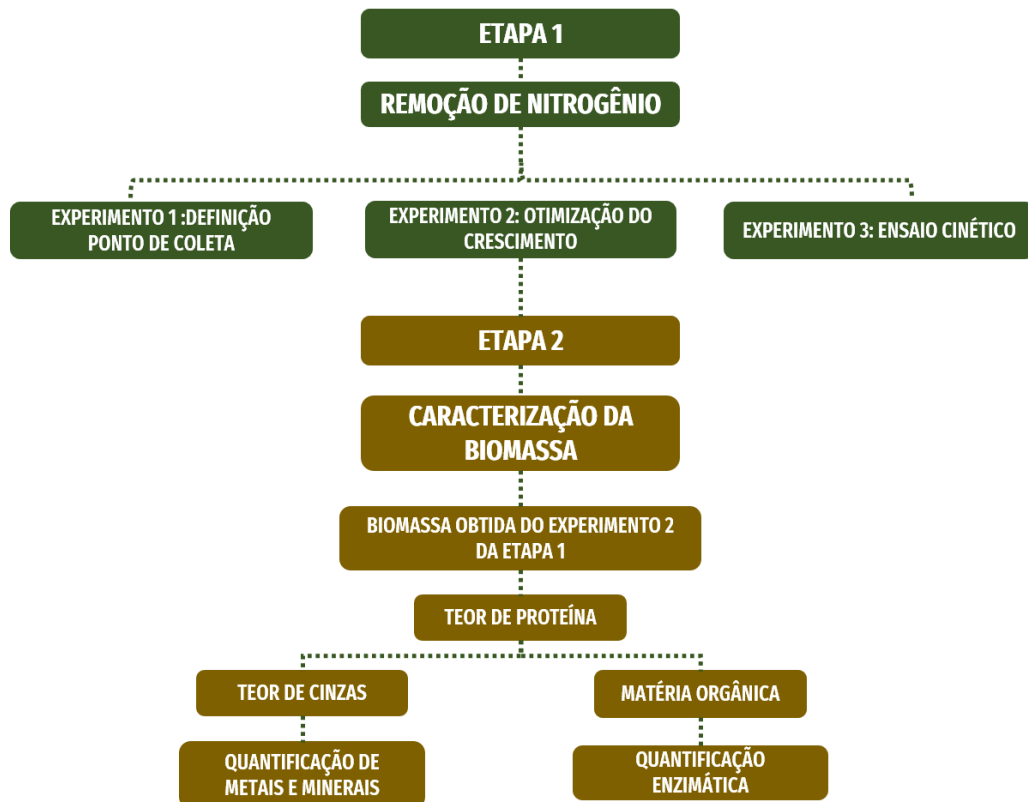 ETAPA 1
REMOÇÃO DE NITROGÊNIO
EXPERIMENTO 1 :DEFINIÇÃO
PONTO DE COLETA
EXPERIMENTO 2: OTIMIZAÇÃO DO
CRESCIMENTO
EXPERIMENTO 3: ENSAIO CINÉTICO
ETAPA 2
CARACTERIZAÇÃO DA
BIOMASSA
BIOMASSA OBTIDA DO EXPERIMENTO 2
DA ETAPA 1
TEOR DE PROTEÍNA
TEOR DE CINZAS
MATÉRIA ORGÂNICA
QUANTIFICAÇÃO DE
METAIS E MINERAIS
QUANTIFICAÇÃO
ENZIMÁTICA